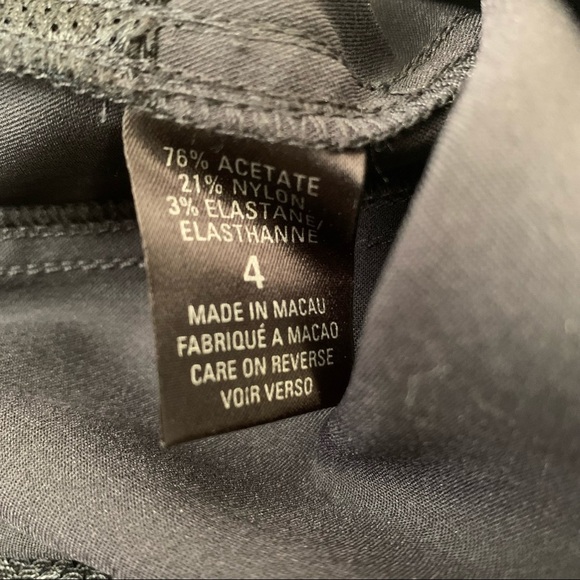 76% ACETATE
21% NYLON
3% ELASTANE/
ELASTHANNE
4
MADE IN MACAU
FABRIQUÉ A MACAO
CARE ON REVERSE
VOIR VERSO